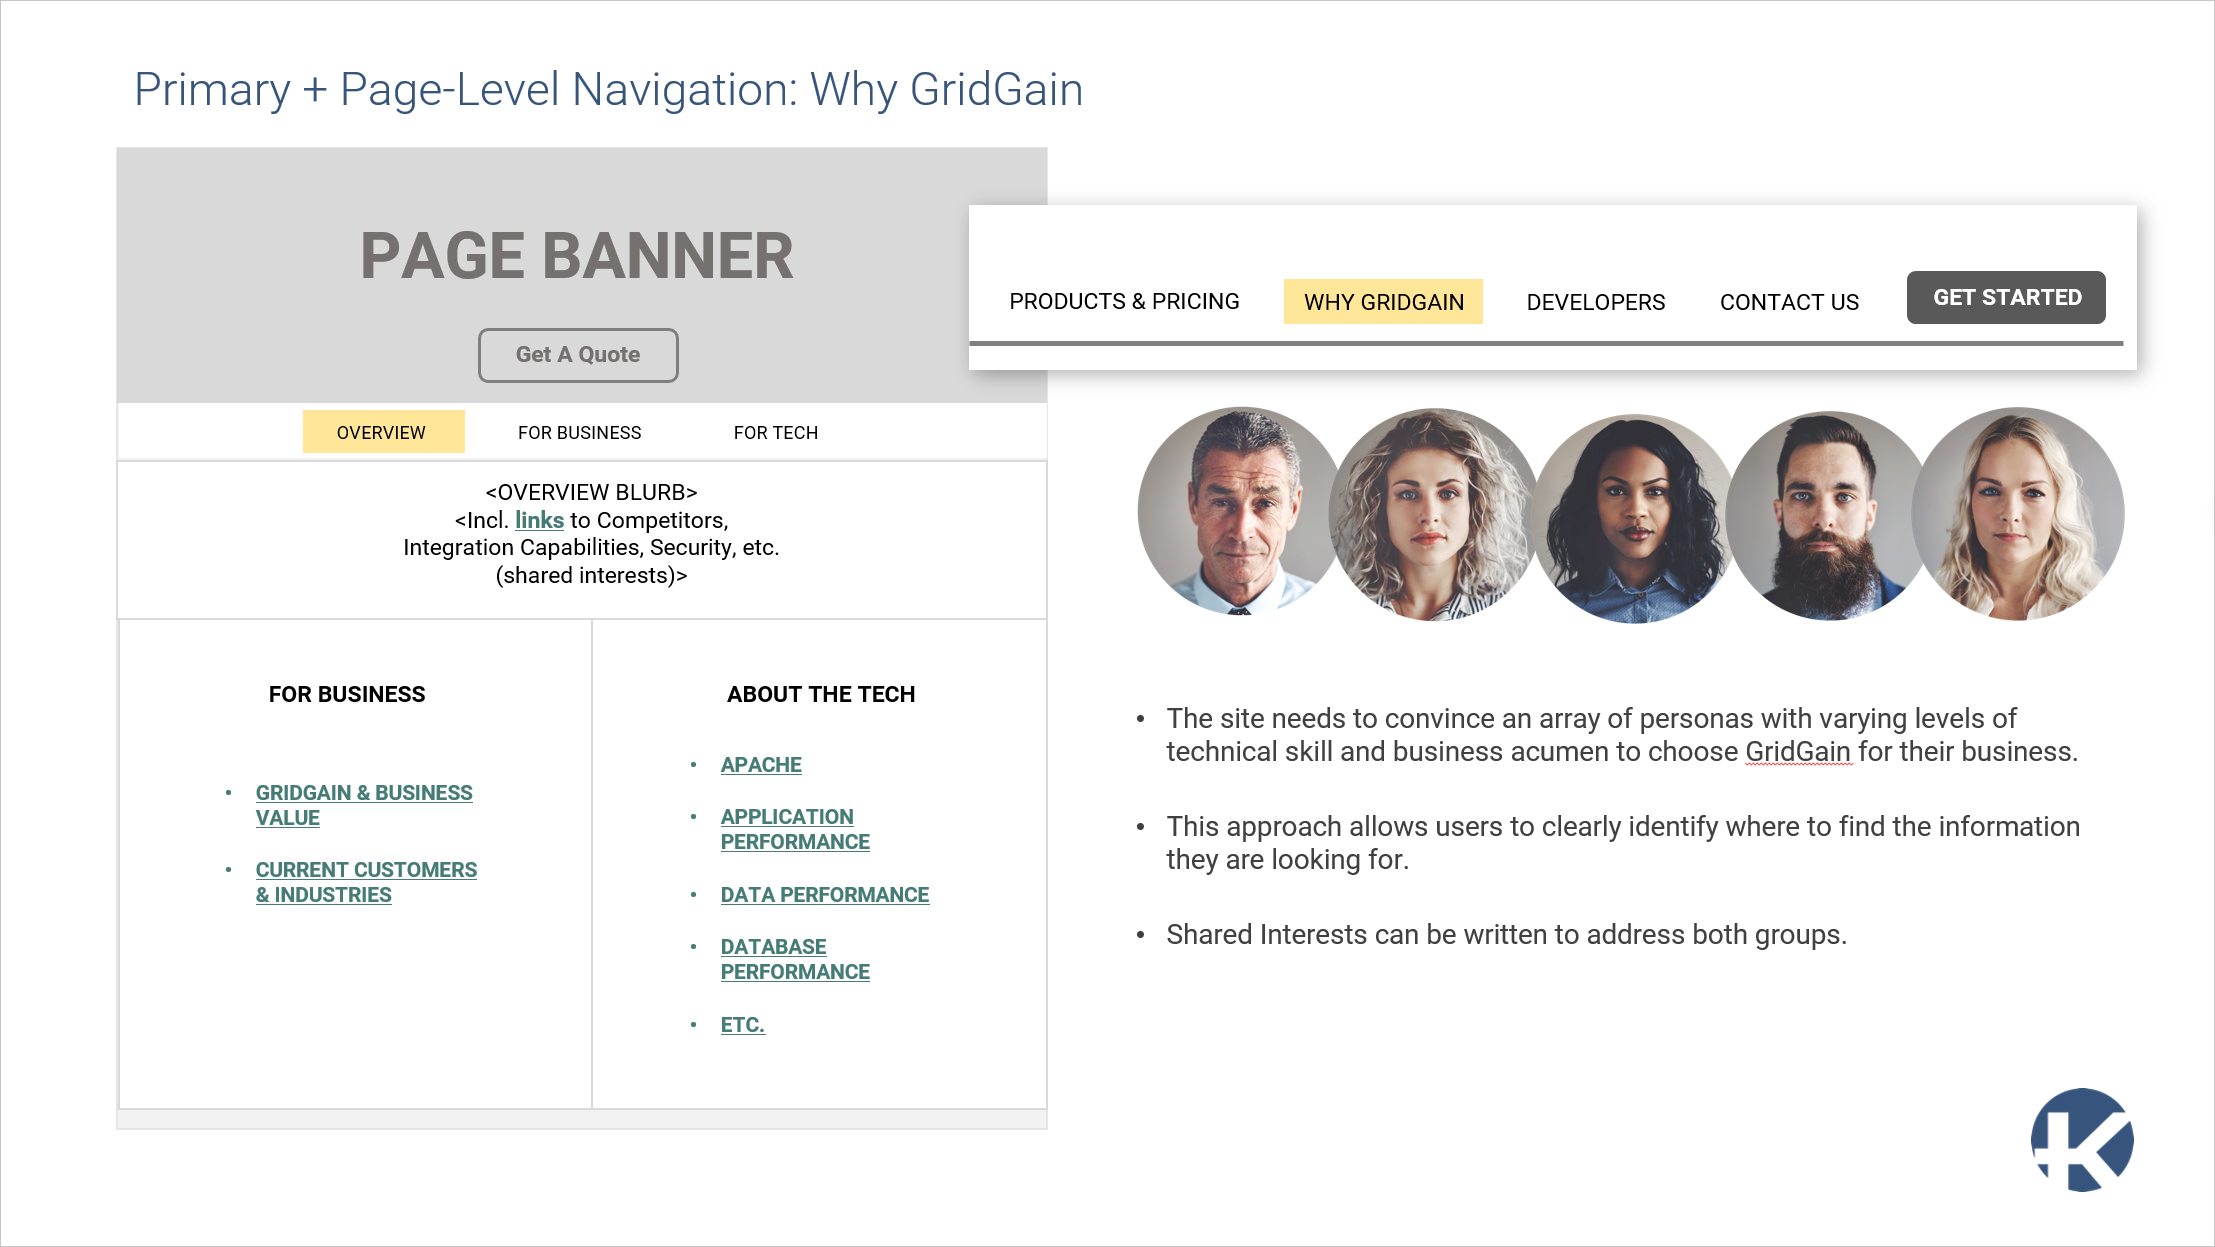 Primary + Page-Level Navigation: Why GridGain
PAGE BANNER
Get A Quote
PRODUCTS & PRICING WHY GRIDGAIN DEVELOPERS CONTACT US GET STARTED
OVERVIEW FOR BUSINESS FOR TECH
<OVERVIEW BLURB>
<Incl. links to Competitors,
Integration Capabilities, Security, etc.
(shared interests)>
FOR BUSINESS
• GRIDGAIN & BUSINESS
VALUE
• CURRENT CUSTOMERS
& INDUSTRIES
ABOUT THE TECH
• APACHE
• APPLICATION
PERFORMANCE
• DATA PERFORMANCE
• DATABASE
PERFORMANCE
• ETC.
• The site needs to convince an array of personas with varying levels of
technical skill and business acumen to choose GridGain for their business.
• This approach allows users to clearly identify where to find the information
they are looking for.
• Shared Interests can be written to address both groups.
K